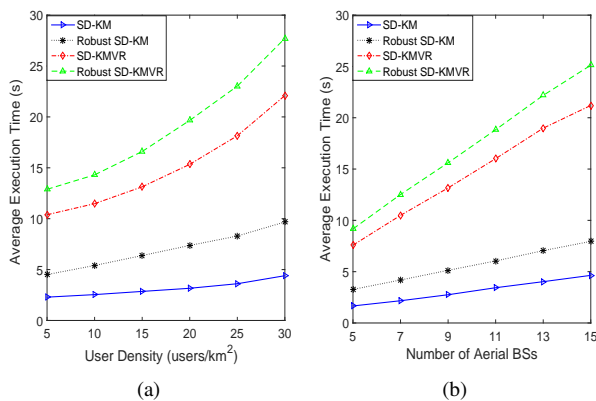 SD-KM
Robust SD-KM
SD-KMVR
Robust SD-KMVR
Average Execution Time (s)
30
25
20
15
10
5
0
5 10 15 20 25 30
User Density (users/km²)
(a)
SD-KM
Robust SD-KM
SD-KMVR
Robust SD-KMVR
Average Execution Time (s)
30
25
20
15
10
5
0
5 7 9 11 13 15
Number of Aerial BSs
(b)